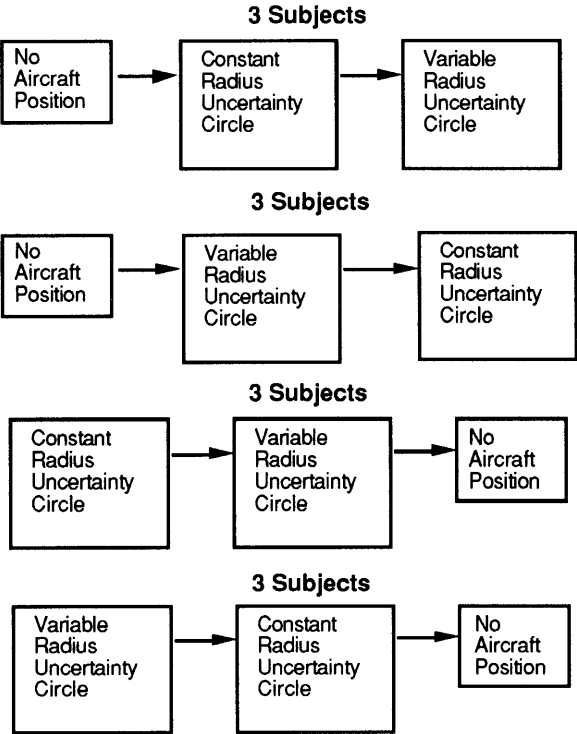 3 Subjects
No
Aircraft
Position
Constant
Radius
Uncertainty
Circle
Variable
Radius
Uncertainty
Circle
3 Subjects
No
Aircraft
Position
Variable
Radius
Uncertainty
Circle
Constant
Radius
Uncertainty
Circle
3 Subjects
Constant
Radius
Uncertainty
Circle
Variable
Radius
Uncertainty
Circle
No
Aircraft
Position
3 Subjects
Variable
Radius
Uncertainty
Circle
Constant
Radius
Uncertainty
Circle
No
Aircraft
Position